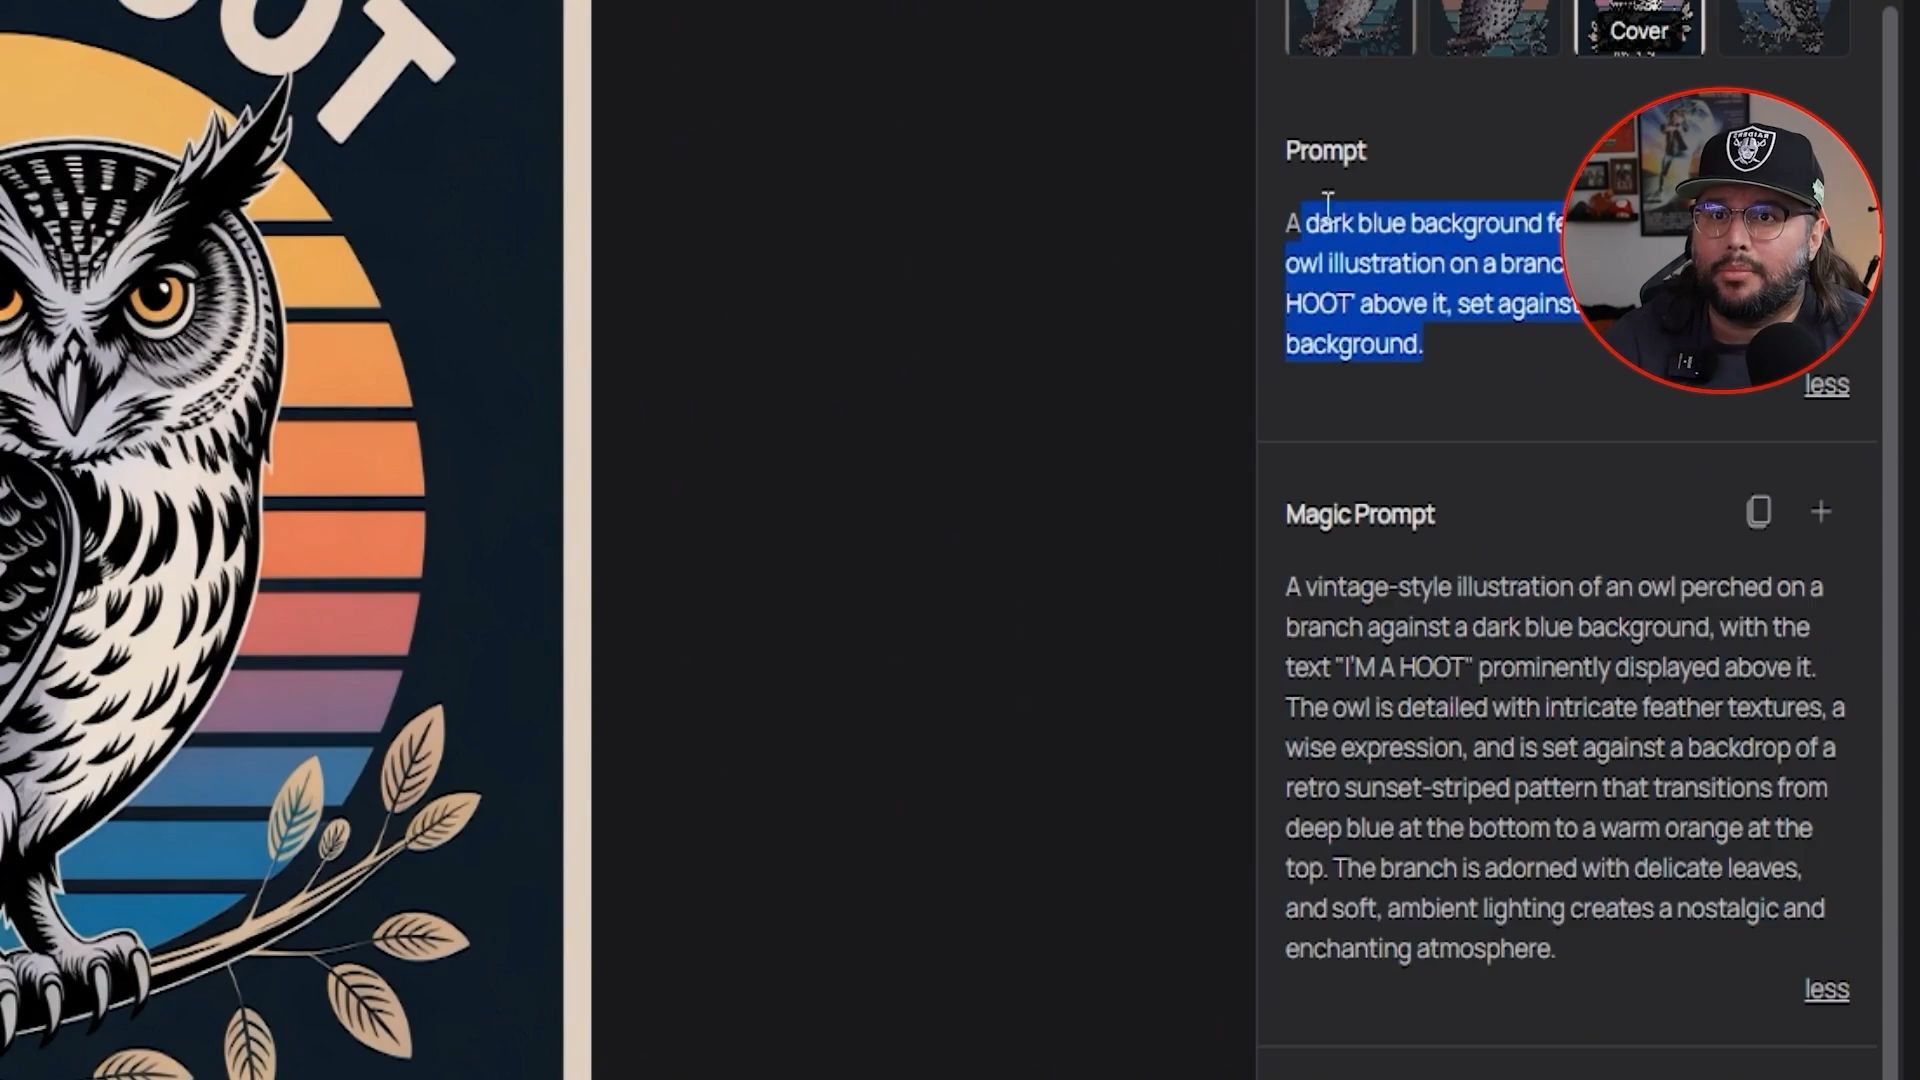 OOT
Cover
Prompt
A dark blue background
owl illustration on a
HOOT' above it, set against
background.
less
Magic Prompt
A vintage-style illustration of an owl perched on a
branch against a dark blue background, with the
text "I'M A HOOT" prominently displayed above it.
The owl is detailed with intricate feather textures, a
wise expression, and is set against a backdrop of a
retro sunset-striped pattern that transitions from
deep blue at the bottom to a warm orange at the
top. The branch is adorned with delicate leaves,
and soft, ambient lighting creates a nostalgic and
enchanting atmosphere.
less